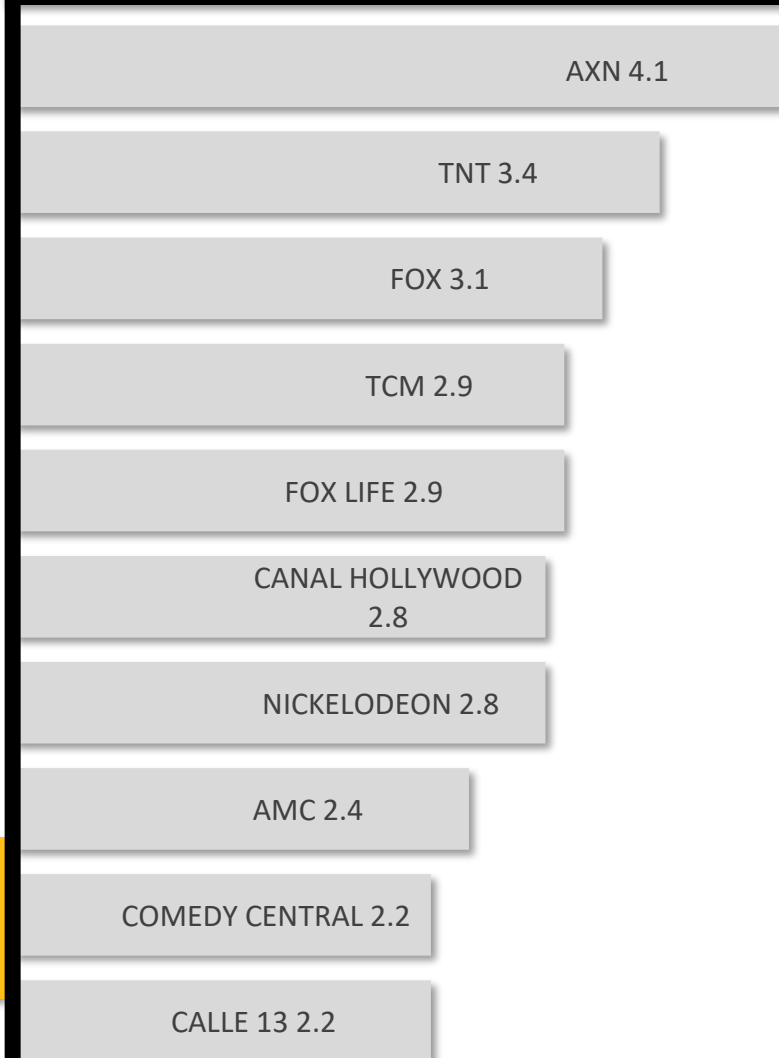 AXN 4.1
TNT 3.4
FOX 3.1
TCM 2.9
FOX LIFE 2.9
CANAL HOLLYWOOD
2.8
NICKELODEON 2.8
AMC 2.4
COMEDY CENTRAL 2.2
CALLE 13 2.2